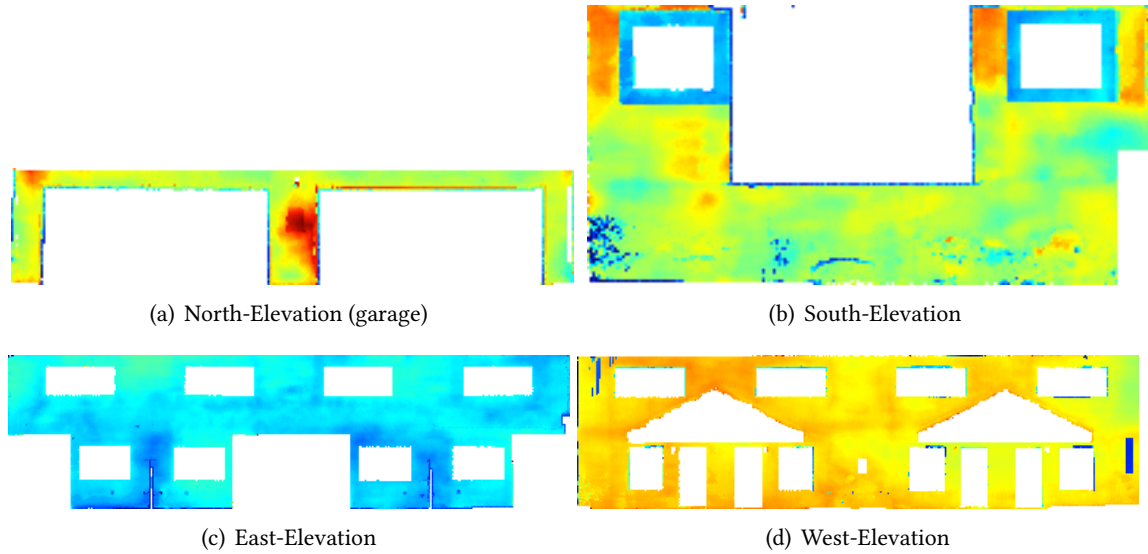 (a) North-Elevation (garage)
(b) South-Elevation
(c) East-Elevation
(d) West-Elevation